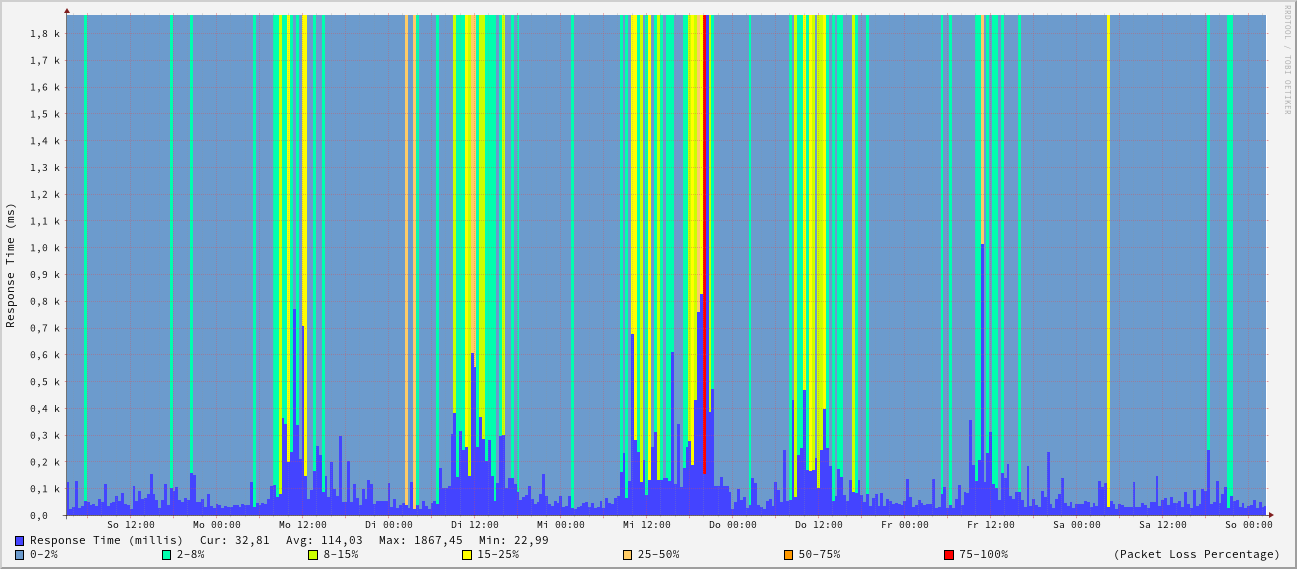 1,8 k
1,7 k
1,6 k
1,5 k
1,4 k
1,3 k
1,2 k
1,1 k
1,0 k
0,9 k
0,8 k
0,7 k
0,6 k
0,5 k
0,4 k
0,3 k
0,2 k
0,1 k
0,0
Response Time (ms)
RRDTOOL / TOBI OETIKER
So 12:00 Mo 00:00 Mo 12:00 Di 00:00 Di 12:00 Mi 00:00 Mi 12:00 Do 00:00 Do 12:00 Fr 00:00 Fr 12:00 Sa 00:00 Sa 12:00 So 00:00
Response Time (millis) Cur: 32,81 Avg: 114,03 Max: 1867,45 Min: 22,99
0-2% 2-8% 8-15% 15-25% 25-50% 50-75% 75-100% (Packet Loss Percentage)